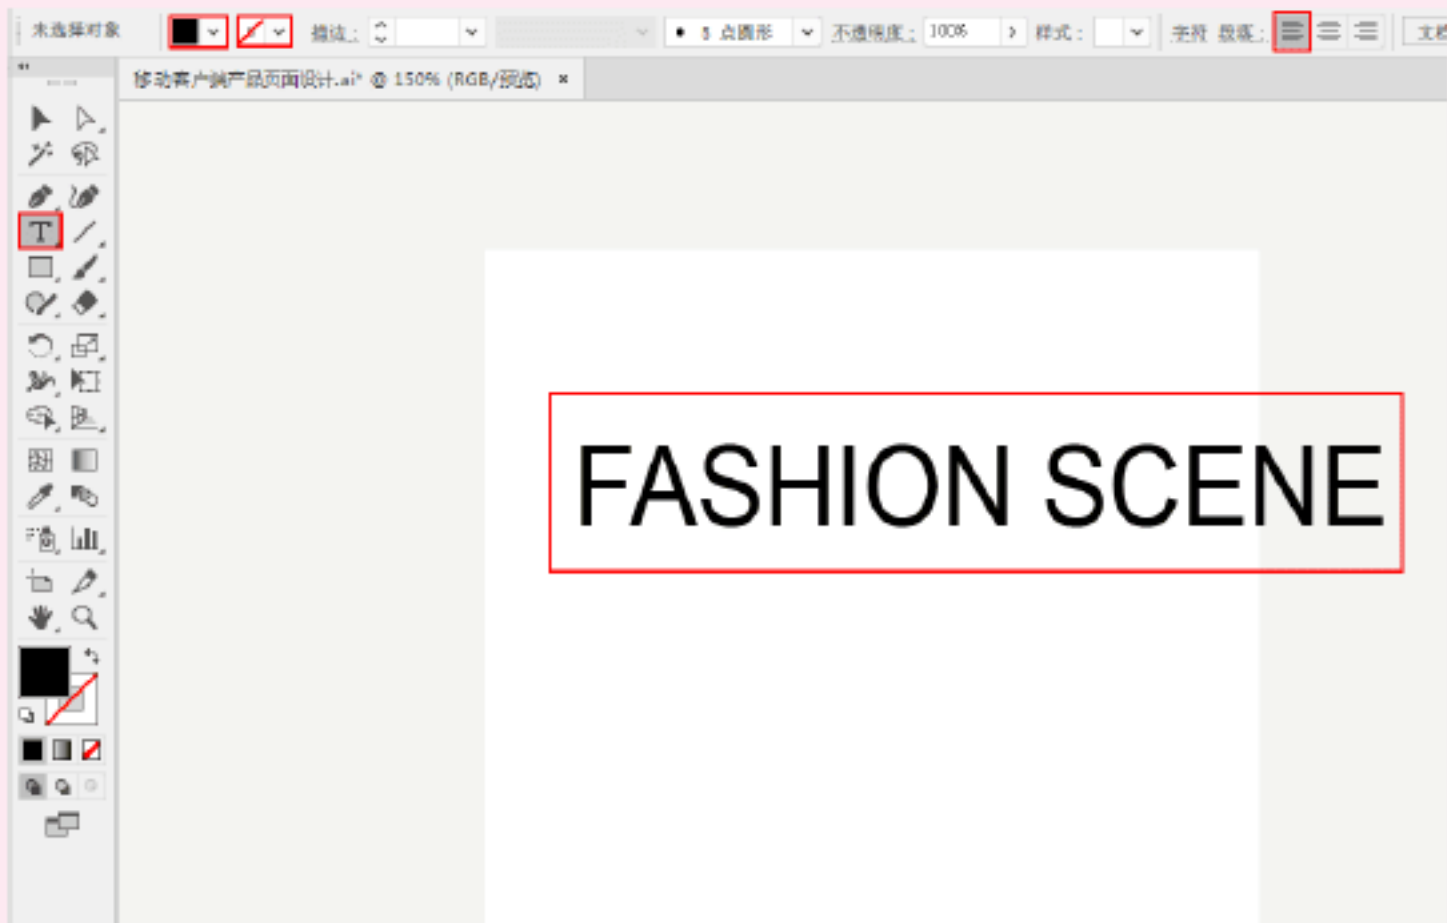 未选择对象 描边： 5 点圆形 不透明度： 100% 样式： 字符 段落： 文档
移动客户端产品页面设计.ai* @ 150% (RGB/预览) ×
T
FASHION SCENE